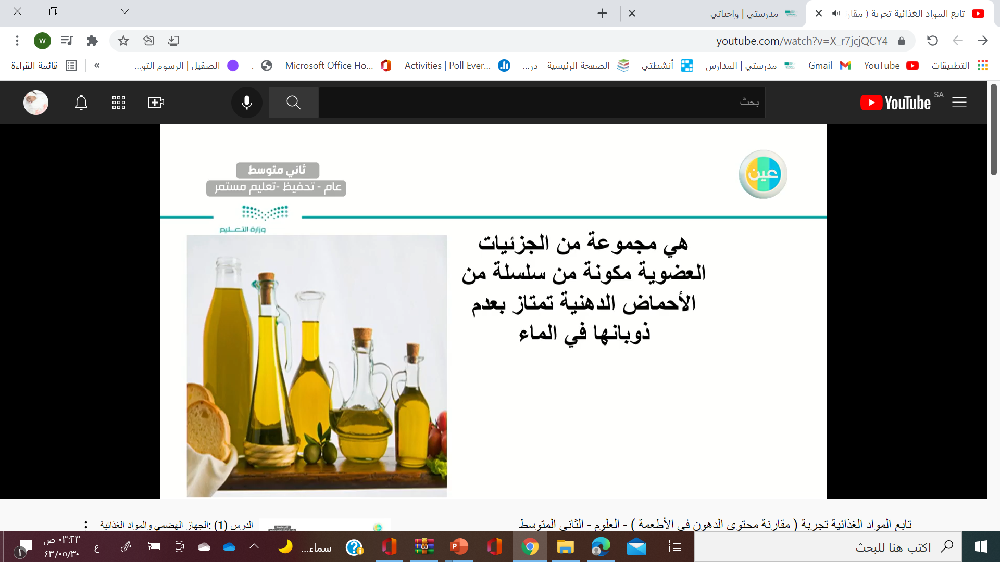 تابع المواد الغذائية تجربة ( مقار
مدرستي | واجباتي
youtube.com/watch?v=X_r7jcjQCY4
W
التطبيقات
YouTube
Gmail
مدرستي | المدارس
أنشطتي
الصفحة الرئيسية - در...
Activities | Poll Ever...
Microsoft Office Ho...
.
الصقيل | الرسوم التو...
»
قائمة القراءة
YouTube SA
بحث
عين
ثاني متوسط
عام - تحفيظ -تعليم مستمر
وزارة التعليم
هي مجموعة من الجزئيات
العضوية مكونة من سلسلة من
الأحماض الدهنية تمتاز بعدم
ذوبانها في الماء
تابع المواد الغذائية تجربة ( مقارنة محتوى الدهون في الأطعمة ) - العلوم - الثاني المتوسط
الدرس (1) :الجهاز الهضمي والمواد الغذائية
اكتب هنا للبحث
سماء...
ع
٠٣:٢٣ ص
٤٣/٠٥/٣٠
١